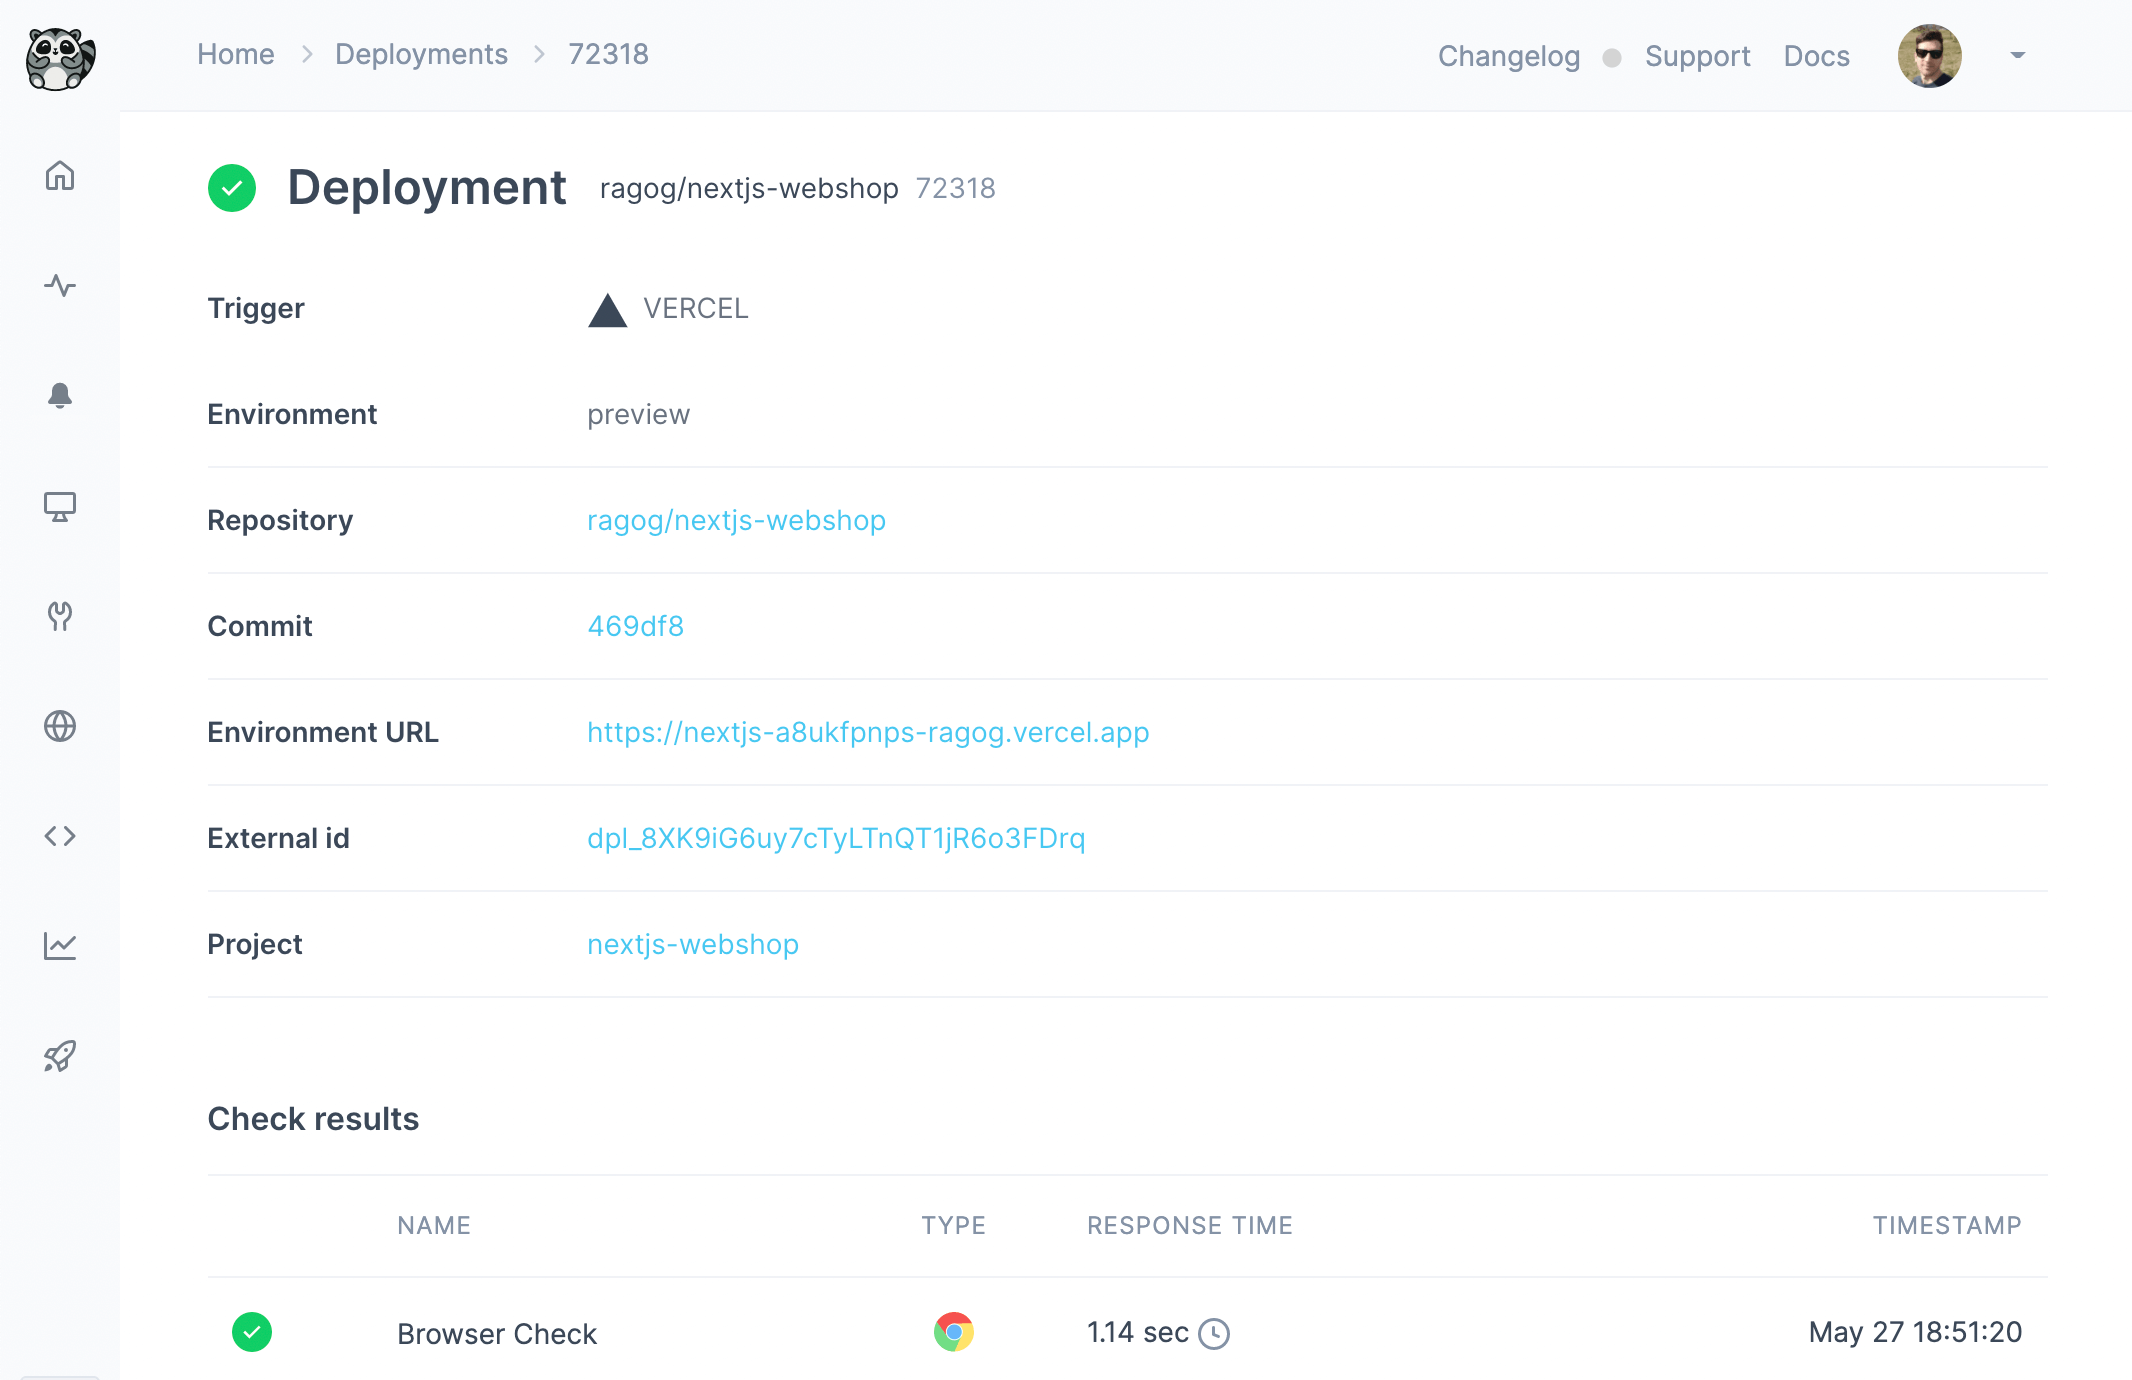 Home > Deployments > 72318
Changelog Support Docs
Deployment ragog/nextjs-webshop 72318
Trigger VERCEL
Environment preview
Repository ragog/nextjs-webshop
Commit 469df8
Environment URL https://nextjs-a8ukfpnps-ragog.vercel.app
External id dpl_8XK9iG6uy7cTyLTnQT1jR6o3FDrq
Project nextjs-webshop
Check results
NAME TYPE RESPONSE TIME TIMESTAMP
Browser Check 1.14 sec May 27 18:51:20